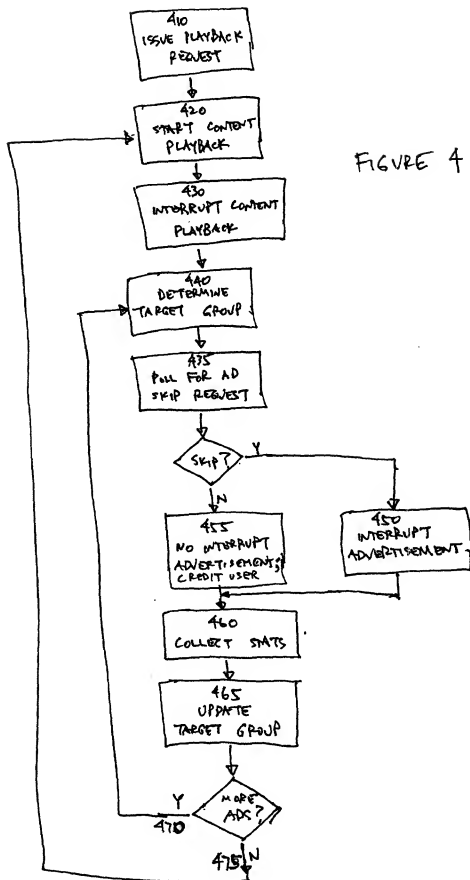 410
ISSUE PLAYBACK
REQUEST
420
START CONTENT
PLAYBACK
FIGURE 4
430
INTERRUPT CONTENT
PLAYBACK
440
DETERMINE
TARGET GROUP
435
POLL FOR AD
SKIP REQUEST
SKIP?
Y
N
455
NO INTERRUPT
ADVERTISEMENT;
CREDIT USER
450
INTERRUPT
ADVERTISEMENT
460
COLLECT STATS
465
UPDATE
TARGET GROUP
MORE
ADS?
Y
470
475
N